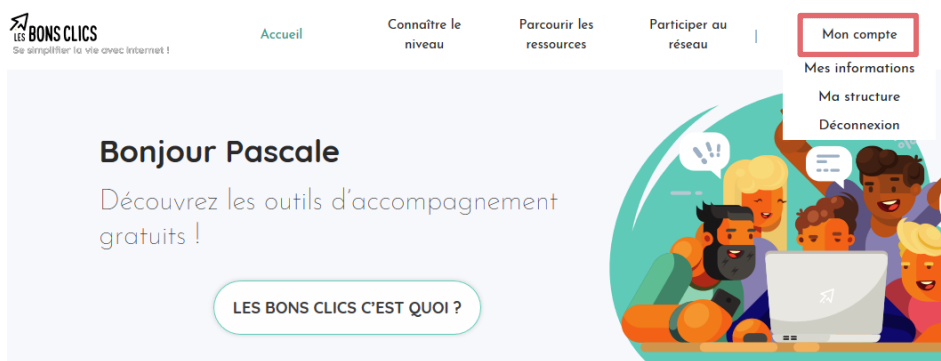 LES BONS CLICS
Se simplifier la vie avec internet !
Accueil
Connaître le
niveau
Parcourir les
ressources
Participer au
réseau
|
Mon compte
Mes informations
Ma structure
Déconnexion
Bonjour Pascale
Découvrez les outils d'accompagnement
gratuits !
LES BONS CLICS C'EST QUOI ?